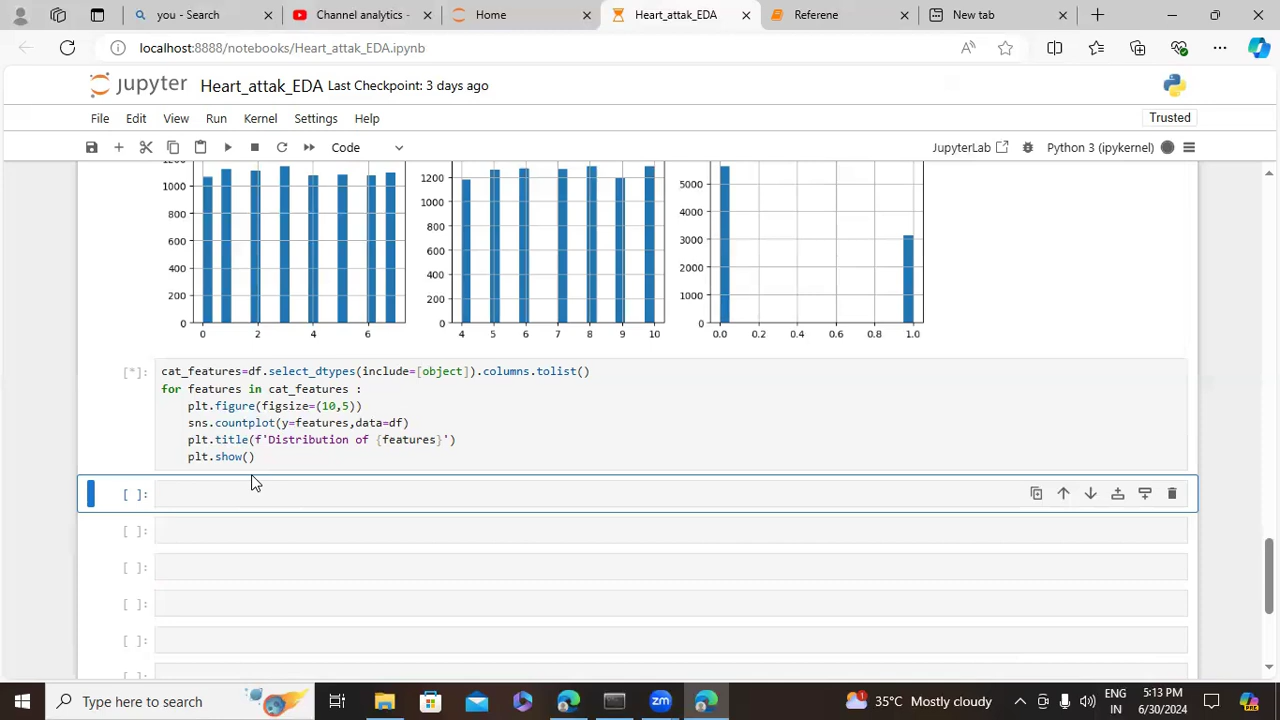 you - Search
Channel analytics -
Home
Heart_attak_EDA
Referene
New tab
localhost:8888/notebooks/Heart_attak_EDA.ipynb
jupyter Heart_attak_EDA Last Checkpoint: 3 days ago
File Edit View Run Kernel Settings Help
Trusted
Code
JupyterLab
Python 3 (ipykernel)
1200
1000
800
600
400
200
0
0 2 4 6
1200
1000
800
600
400
200
0
4 5 6 7 8 9 10
5000
4000
3000
2000
1000
0
0.0 0.2 0.4 0.6 0.8 1.0
[*]:
cat_features=df.select_dtypes(include=[object]).columns.tolist()
for features in cat_features :
plt.figure(figsize=(10,5))
sns.countplot(y=features,data=df)
plt.title(f'Distribution of {features}')
plt.show()
[ ]:
[ ]:
[ ]:
[ ]:
[ ]:
[ ]:
Type here to search
zm
1
35°C Mostly cloudy
ENG
IN
5:13 PM
6/30/2024